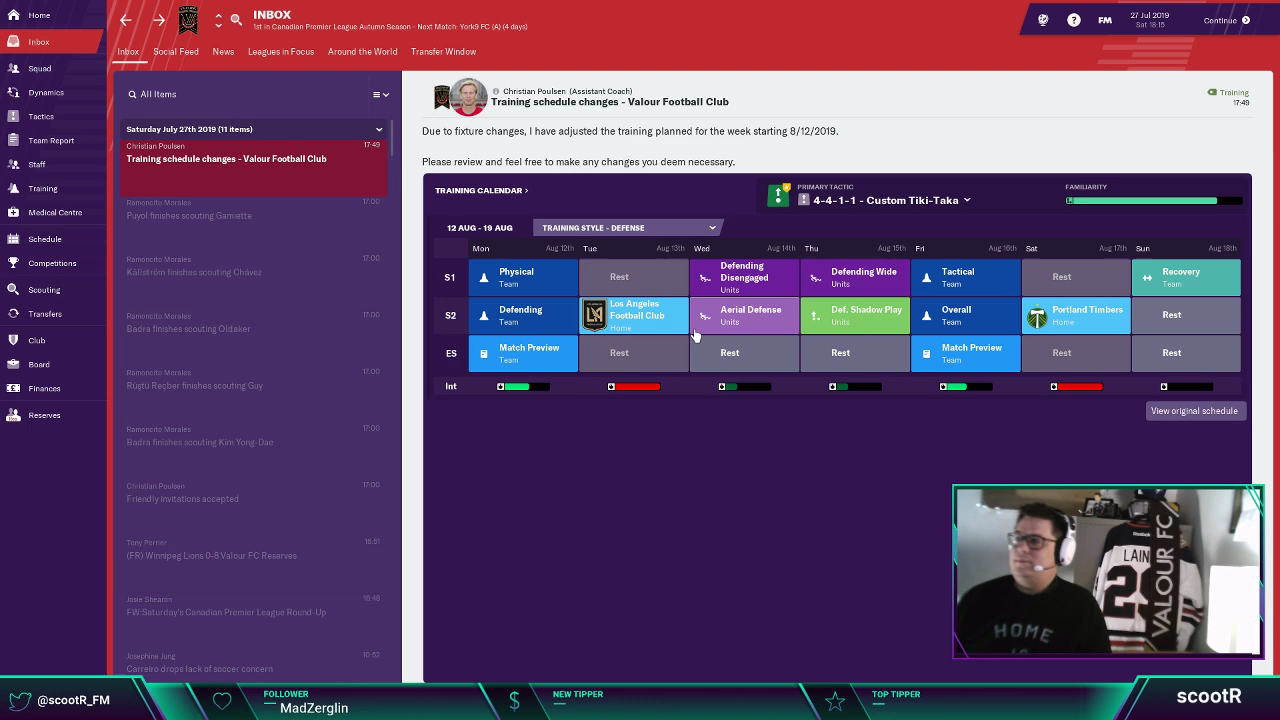 Home
Inbox
Squad
Dynamics
Tactics
Team Report
Staff
Training
Medical Centre
Schedule
Competitions
Scouting
Transfers
Club
Board
Finances
Reserves
INBOX
1st in Canadian Premier League Autumn Season - Next Match: York9 FC (A) (4 days)
FM
27 Jul 2019
Sat 18:15
Continue
Inbox Social Feed News Leagues in Focus Around the World Transfer Window
All Items
Saturday July 27th 2019 (11 items)
Christian Poulsen 17:49
Training schedule changes - Valour Football Club
Ramoncito Morales 17:00
Puyol finishes scouting Gamiette
Ramoncito Morales 17:00
Källström finishes scouting Chávez
Ramoncito Morales 17:00
Badra finishes scouting Oldaker
Ramoncito Morales 17:00
Rüştü Reçber finishes scouting Guy
Ramoncito Morales 17:00
Badra finishes scouting Kim Yong-Dae
Christian Poulsen 17:00
Friendly invitations accepted
Tony Perrier 16:51
(FR) Winnipeg Lions 0-8 Valour FC Reserves
Josie Shearon 16:48
FW:Saturday's Canadian Premier League Round-Up
Josephine Jung 10:52
Carreiro drops lack of soccer concern
Christian Poulsen (Assistant Coach)
Training schedule changes - Valour Football Club
Training
17:49
Due to fixture changes, I have adjusted the training planned for the week starting 8/12/2019.
Please review and feel free to make any changes you deem necessary.
TRAINING CALENDAR >
PRIMARY TACTIC
4-4-1-1 - Custom Tiki-Taka
FAMILIARITY
12 AUG - 19 AUG
TRAINING STYLE - DEFENSE
Mon Aug 12th Tue Aug 13th Wed Aug 14th Thu Aug 15th Fri Aug 16th Sat Aug 17th Sun Aug 18th
S1
Physical
Team
Rest
Defending
Disengaged
Units
Defending Wide
Units
Tactical
Team
Rest
Recovery
Team
S2
Defending
Team
Los Angeles
Football Club
Home
Aerial Defense
Units
Def. Shadow Play
Units
Overall
Team
Portland Timbers
Home
Rest
ES
Match Preview
Team
Rest
Rest
Rest
Match Preview
Team
Rest
Rest
Int
View original schedule
LAIN
2
VALOUR FC
HOME
IS
@scootR_FM
FOLLOWER
MadZerglin
NEW TIPPER
TOP TIPPER
scootR